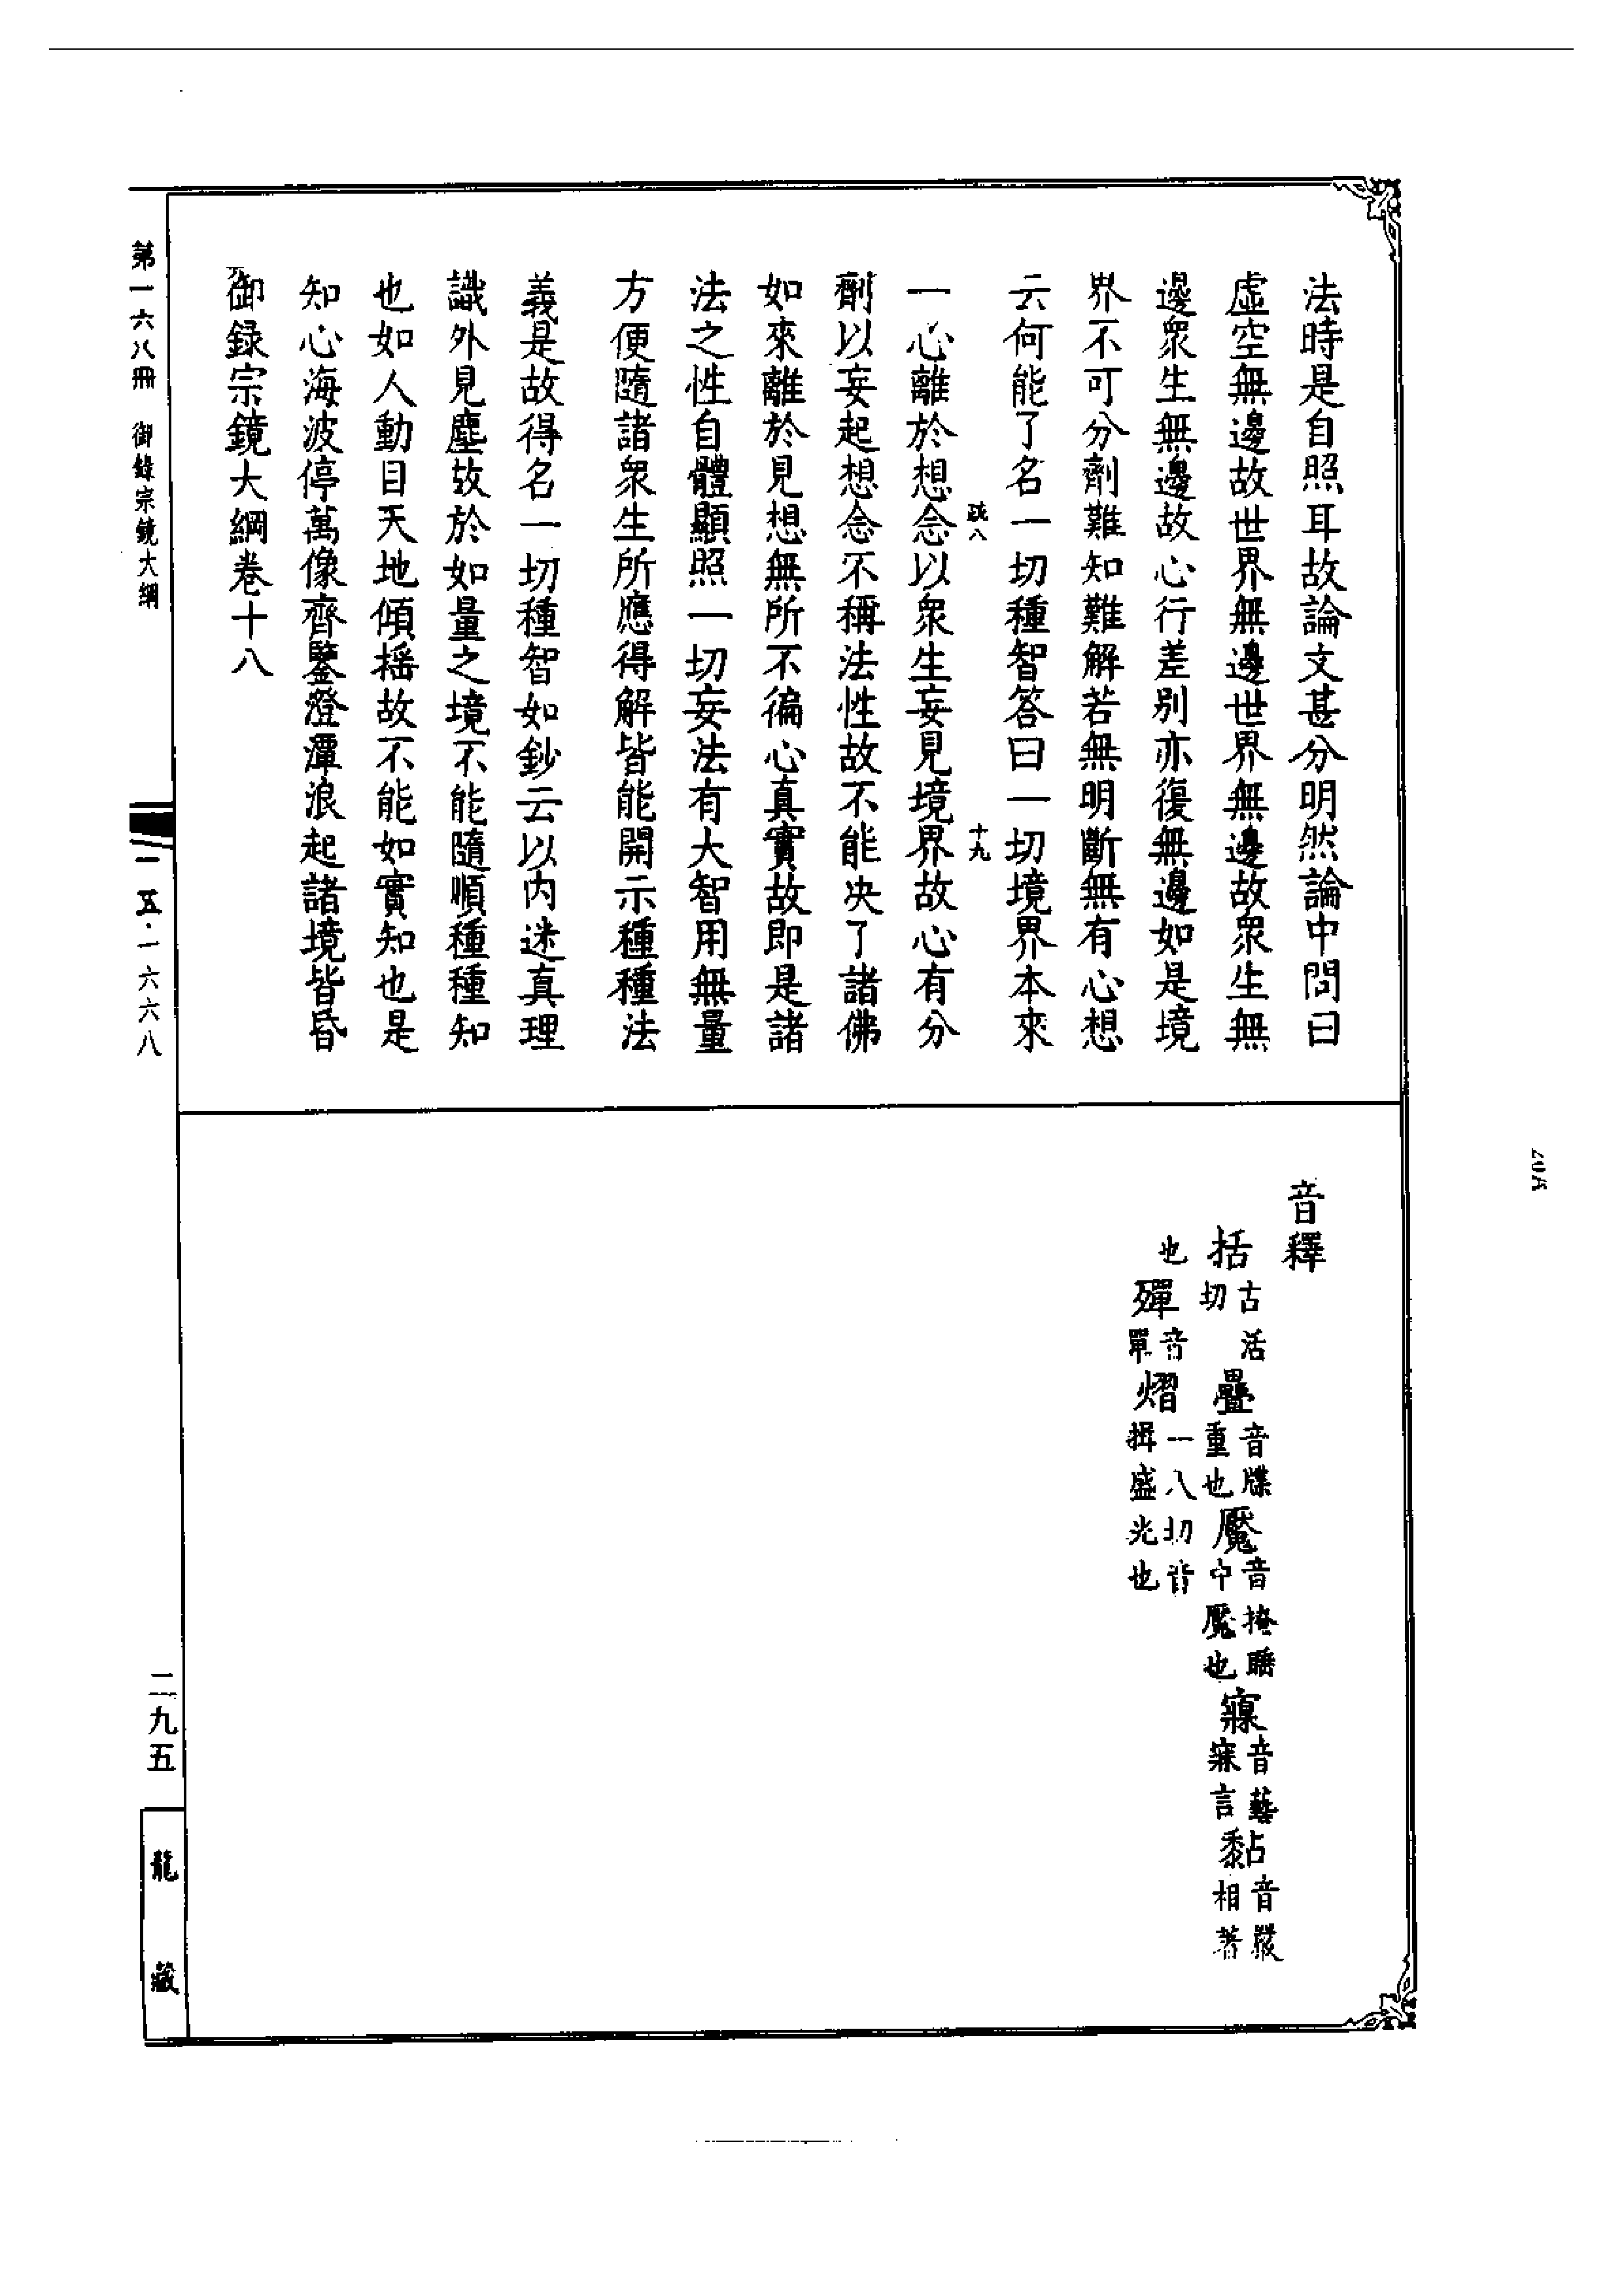 法時是自照耳故論文甚分明然論中問曰
虛空無邊故世界無邊世界無邊故衆生無
邊衆生無邊故心行差別亦復無邊如是境
界不可分劑難知難解若無明斷無有心想
云何能了名一切種智答曰一切境界本來
䟽八
十九
一心離於想念以衆生妄見境界故心有分
劑以妄起想念不稱法性故不能決了諸佛
如來離於見想無所不徧心真實故即是諸
法之性自體顯照一切妄法有大智用無量
方便隨諸衆生所應得解皆能開示種種法
義是故得名一切種智如鈔云以內迷真理
識外見塵故於如量之境不能隨順種種知
也如人動目天地傾搖故不能如實知也是
知心海波停萬像齊鑒澄潭浪起諸境皆昏
御録宗鏡大綱卷十八
音釋
括古活切 疊音牒重也 魘音掩睡中魘也 寱音藝寐言 黏音嚴相著
也 殫音單 熠一入切音揖盛光也
第一六八冊 御錄宗鏡大綱
一五·一六六八
二九五
龍藏